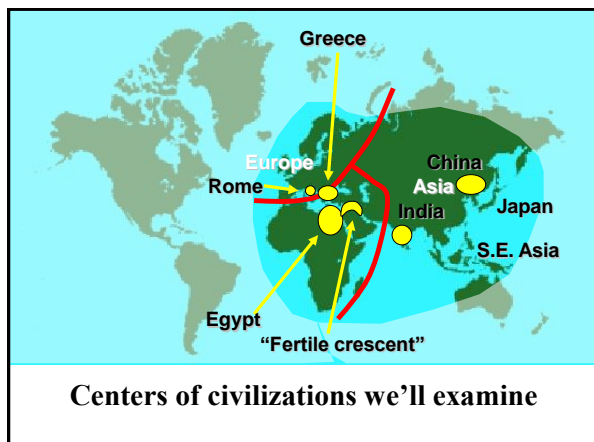 Greece
Europe
China
Rome
Asia
Japan
India
S.E. Asia
Egypt
“Fertile crescent”
Centers of civilizations we’ll examine